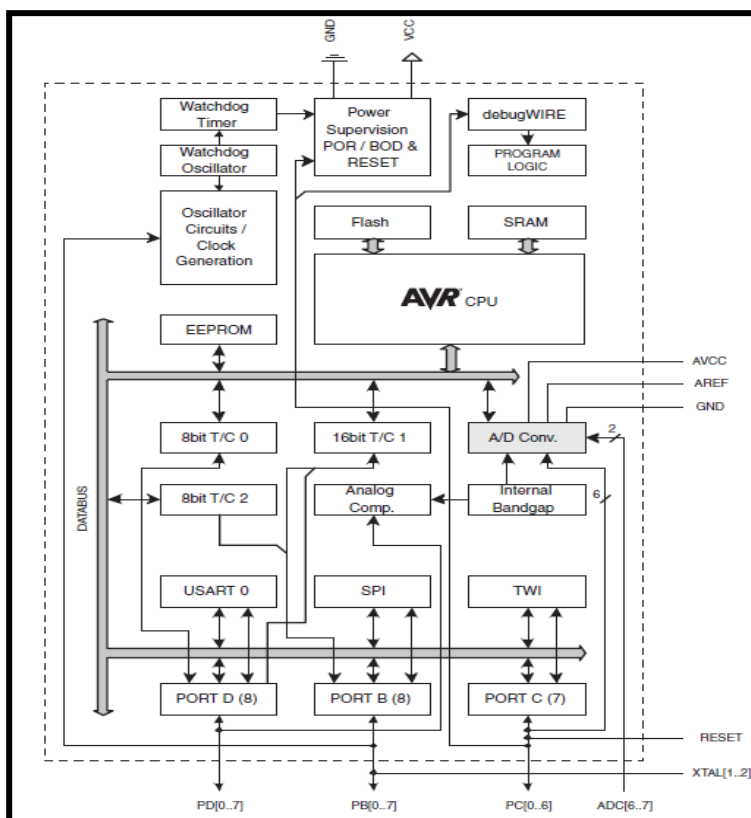 GND
VCC
Watchdog
Timer
Power
Supervision
POR / BOD &
RESET
debugWIRE
Watchdog
Oscillator
PROGRAM
LOGIC
Oscillator
Circuits /
Clock
Generation
Flash
SRAM
AVR CPU
EEPROM
AVCC
AREF
GND
8bit T/C 0
16bit T/C 1
A/D Conv.
2
DATABUS
8bit T/C 2
Analog
Comp.
Internal
Bandgap
6
USART 0
SPI
TWI
PORT D (8)
PORT B (8)
PORT C (7)
RESET
XTAL[1..2]
PD[0..7]
PB[0..7]
PC[0..6]
ADC[6..7]